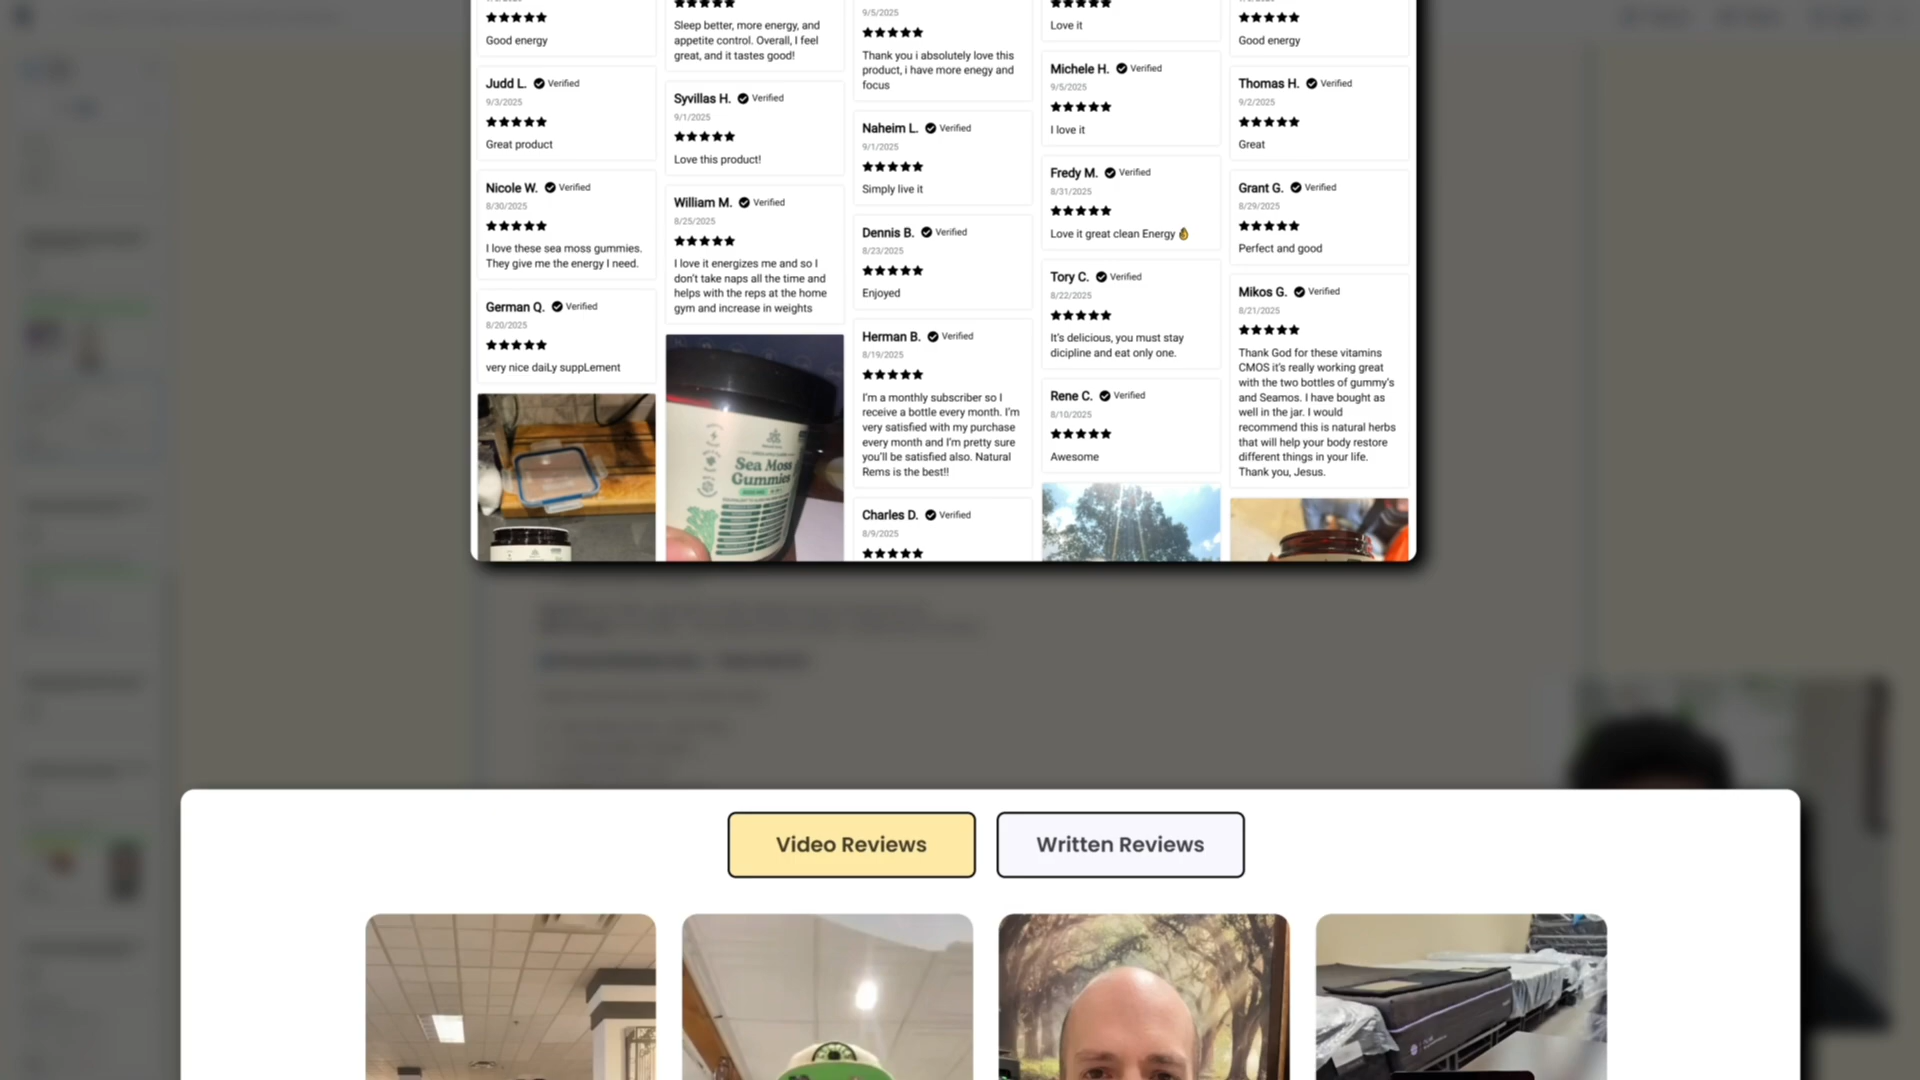 Good energy
Judd L. Verified
9/3/2025
Great product
Nicole W. Verified
8/30/2025
I love these sea moss gummies.
They give me the energy I need.
German Q. Verified
8/20/2025
very nice daiLy suppLement
Sleep better, more energy, and
appetite control. Overall, I feel
great, and it tastes good!
Syvillas H. Verified
9/1/2025
Love this product!
William M. Verified
8/25/2025
I love it energizes me and so I
don't take naps all the time and
helps with the reps at the home
gym and increase in weights
Sea Moss
Gummies
9/5/2025
Thank you i absolutely love this
product, i have more enegy and
focus
Naheim L. Verified
9/1/2025
Simply live it
Dennis B. Verified
8/23/2025
Enjoyed
Herman B. Verified
8/19/2025
I'm a monthly subscriber so I
receive a bottle every month. I'm
very satisfied with my purchase
every month and I'm pretty sure
you'll be satisfied also. Natural
Rems is the best!!
Charles D. Verified
8/9/2025
Love it
Michele H. Verified
9/5/2025
I love it
Fredy M. Verified
8/31/2025
Love it great clean Energy 👌
Tory C. Verified
8/22/2025
It's delicious, you must stay
dicipline and eat only one.
Rene C. Verified
8/10/2025
Awesome
Good energy
Thomas H. Verified
9/2/2025
Great
Grant G. Verified
8/29/2025
Perfect and good
Mikos G. Verified
8/21/2025
Thank God for these vitamins
CMOS it's really working great
with the two bottles of gummy's
and Seamos. I have bought as
well in the jar. I would
recommend this is natural herbs
that will help your body restore
different things in your life.
Thank you, Jesus.
Video Reviews
Written Reviews